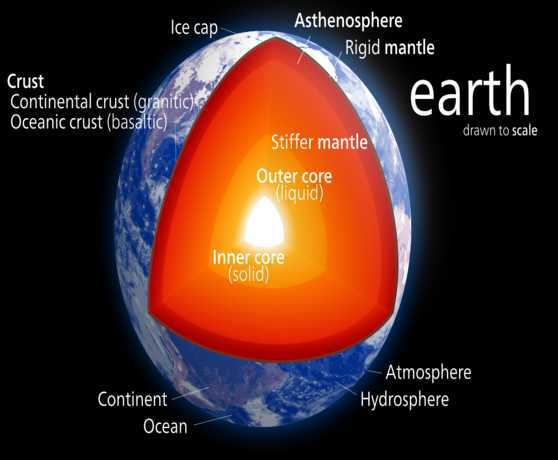 Ice cap
Asthenosphere
Rigid mantle
Crust
Continental crust (granitic)
Oceanic crust (basaltic)
earth
drawn to scale
Stiffer mantle
Outer core
(liquid)
Inner core
(solid)
Atmosphere
Hydrosphere
Continent
Ocean